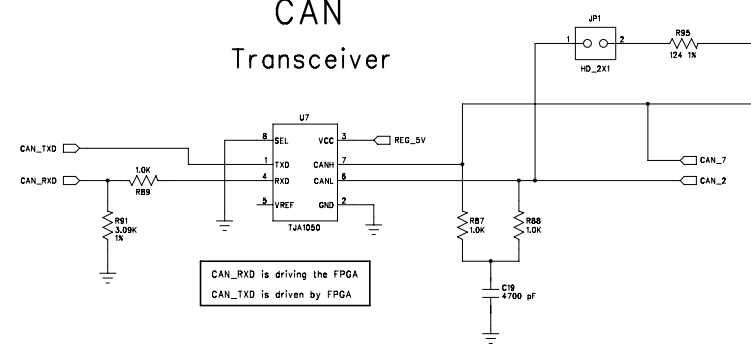 CAN
Transceiver
JP1
1
2
HD_2X1
R95
124 1%
U7
8
SEL
VCC
3
REG_5V
CAN_TXD
1
TXD
CANH
7
CAN_7
CAN_RXD
1.0K
R89
4
RXD
CANL
6
CAN_2
5
VREF
GND
2
TJA1050
R91
3.09K
1%
R87
1.0K
R88
1.0K
CAN_RXD is driving the FPGA
CAN_TXD is driven by FPGA
C19
4700 pF